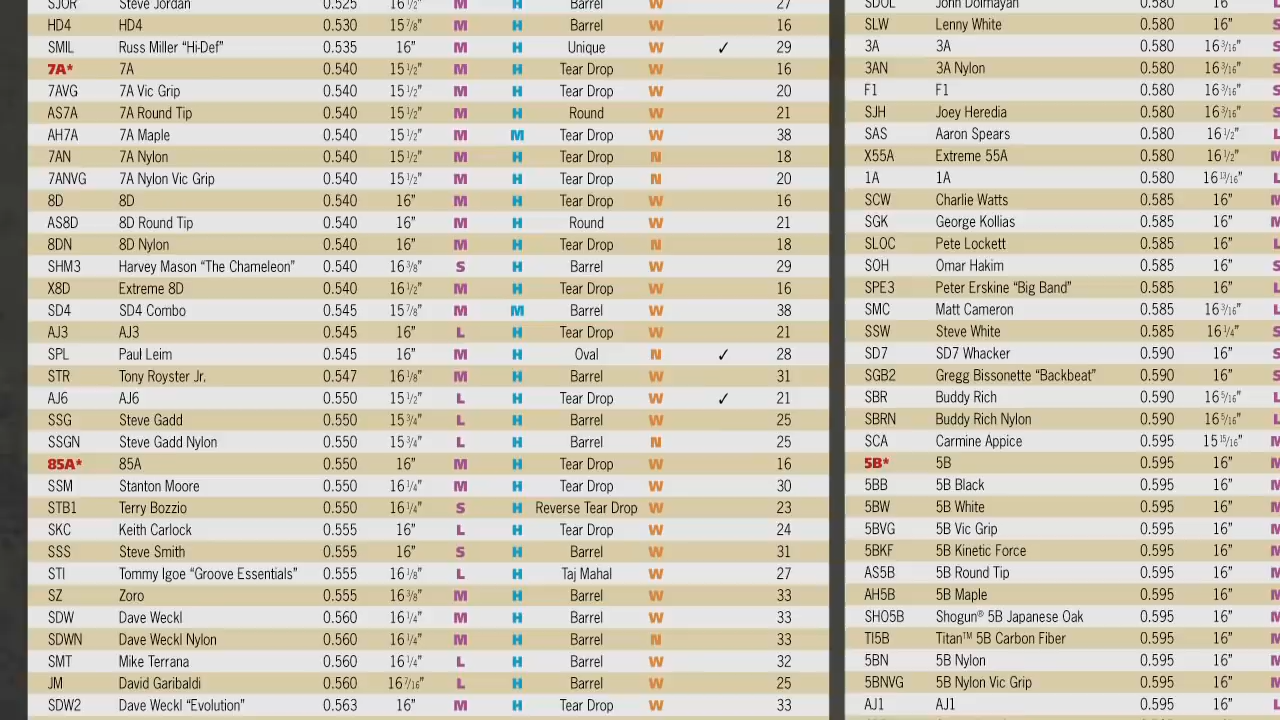 SJOR Steve Jordan 0.525 16 1/2" M H Barrel W 27
HD4 HD4 0.530 15 7/8" M H Barrel W 16
SMIL Russ Miller “Hi-Def” 0.535 16" M H Unique W ✓ 29
7A* 7A 0.540 15 1/2" M H Tear Drop W 16
7AVG 7A Vic Grip 0.540 15 1/2" M H Tear Drop W 20
AS7A 7A Round Tip 0.540 15 1/2" M H Round W 21
AH7A 7A Maple 0.540 15 1/2" M M Tear Drop W 38
7AN 7A Nylon 0.540 15 1/2" M H Tear Drop N 18
7ANVG 7A Nylon Vic Grip 0.540 15 1/2" M H Tear Drop N 20
8D 8D 0.540 16" M H Tear Drop W 16
AS8D 8D Round Tip 0.540 16" M H Round W 21
8DN 8D Nylon 0.540 16" M H Tear Drop N 18
SHM3 Harvey Mason “The Chameleon” 0.540 16 3/8" S H Barrel W 29
X8D Extreme 8D 0.540 16 1/2" M H Tear Drop W 16
SD4 SD4 Combo 0.545 15 7/8" M M Barrel W 38
AJ3 AJ3 0.545 16" L H Tear Drop W 21
SPL Paul Leim 0.545 16" M H Oval N ✓ 28
STR Tony Royster Jr. 0.547 16 1/8" M H Barrel W 31
AJ6 AJ6 0.550 15 1/2" L H Tear Drop W ✓ 21
SSG Steve Gadd 0.550 15 3/4" L H Barrel W 25
SSGN Steve Gadd Nylon 0.550 15 3/4" L H Barrel N 25
85A* 85A 0.550 16" M H Tear Drop W 16
SSM Stanton Moore 0.550 16 1/4" M H Tear Drop W 30
STB1 Terry Bozzio 0.550 16 1/4" S H Reverse Tear Drop W 23
SKC Keith Carlock 0.555 16" L H Tear Drop W 24
SSS Steve Smith 0.555 16" S H Barrel W 31
STI Tommy Igoe “Groove Essentials” 0.555 16 1/8" L H Taj Mahal W 27
SZ Zoro 0.555 16 3/8" M H Barrel W 33
SDW Dave Weckl 0.560 16 1/4" M H Barrel W 33
SDWN Dave Weckl Nylon 0.560 16 1/4" M H Barrel N 33
SMT Mike Terrana 0.560 16 1/4" L H Barrel W 32
JM David Garibaldi 0.560 16 7/16" L H Barrel W 25
SDW2 Dave Weckl “Evolution” 0.563 16" M H Tear Drop W 33
SDOL John Dolmayan 0.580 16"
SLW Lenny White 0.580 16"
3A 3A 0.580 16 3/16" S
3AN 3A Nylon 0.580 16 3/16" S
F1 F1 0.580 16 3/16" S
SJH Joey Heredia 0.580 16 3/16" S
SAS Aaron Spears 0.580 16 1/2" L
X55A Extreme 55A 0.580 16 1/2" M
1A 1A 0.580 16 13/16" L
SCW Charlie Watts 0.585 16" M
SGK George Kollias 0.585 16" M
SLOC Pete Lockett 0.585 16" L
SOH Omar Hakim 0.585 16" S
SPE3 Peter Erskine “Big Band” 0.585 16" L
SMC Matt Cameron 0.585 16 3/16" L
SSW Steve White 0.585 16 1/4" S
SD7 SD7 Whacker 0.590 16" S
SGB2 Gregg Bissonette “Backbeat” 0.590 16" S
SBR Buddy Rich 0.590 16 5/16" L
SBRN Buddy Rich Nylon 0.590 16 5/16" L
SCA Carmine Appice 0.595 15 15/16" M
5B* 5B 0.595 16" M
5BB 5B Black 0.595 16" M
5BW 5B White 0.595 16" M
5BVG 5B Vic Grip 0.595 16" M
5BKF 5B Kinetic Force 0.595 16" M
AS5B 5B Round Tip 0.595 16" M
AH5B 5B Maple 0.595 16" M
SHO5B Shogun® 5B Japanese Oak 0.595 16" M
TI5B Titan™ 5B Carbon Fiber 0.595 16" M
5BN 5B Nylon 0.595 16" M
5BNVG 5B Nylon Vic Grip 0.595 16" M
AJ1 AJ1 0.595 16" L